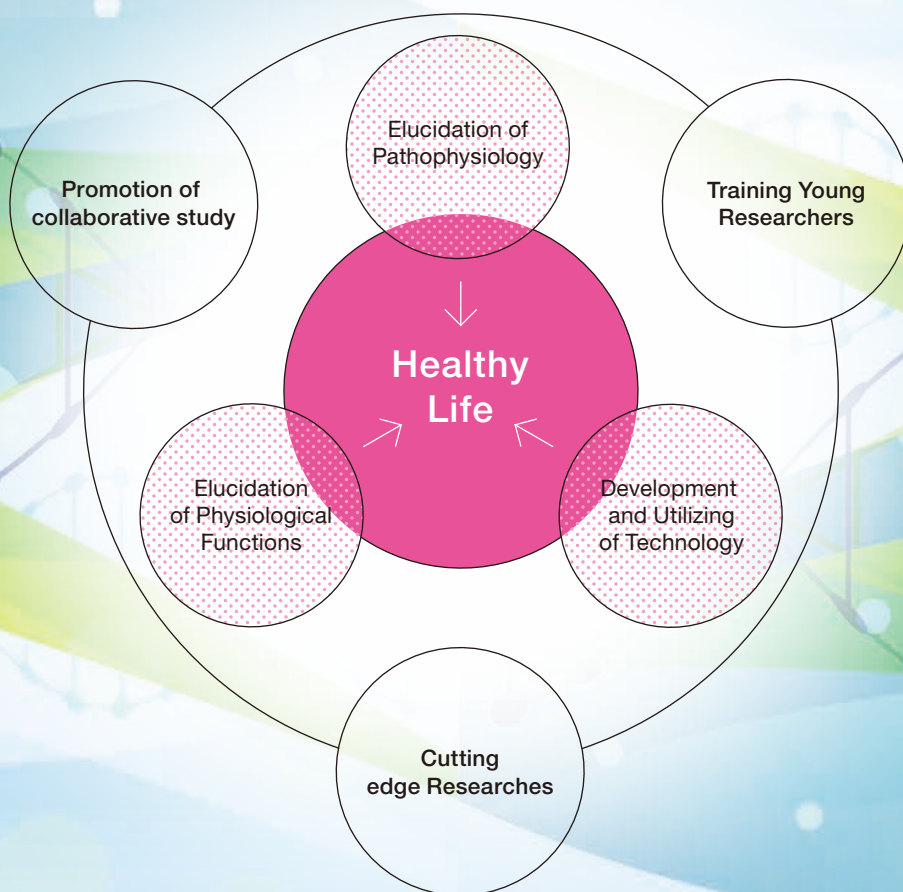 Elucidation of
Pathophysiology
Promotion of
collaborative study
Training Young
Researchers
Healthy
Life
Elucidation
of Physiological
Functions
Development
and Utilizing
of Technology
Cutting
edge Researches